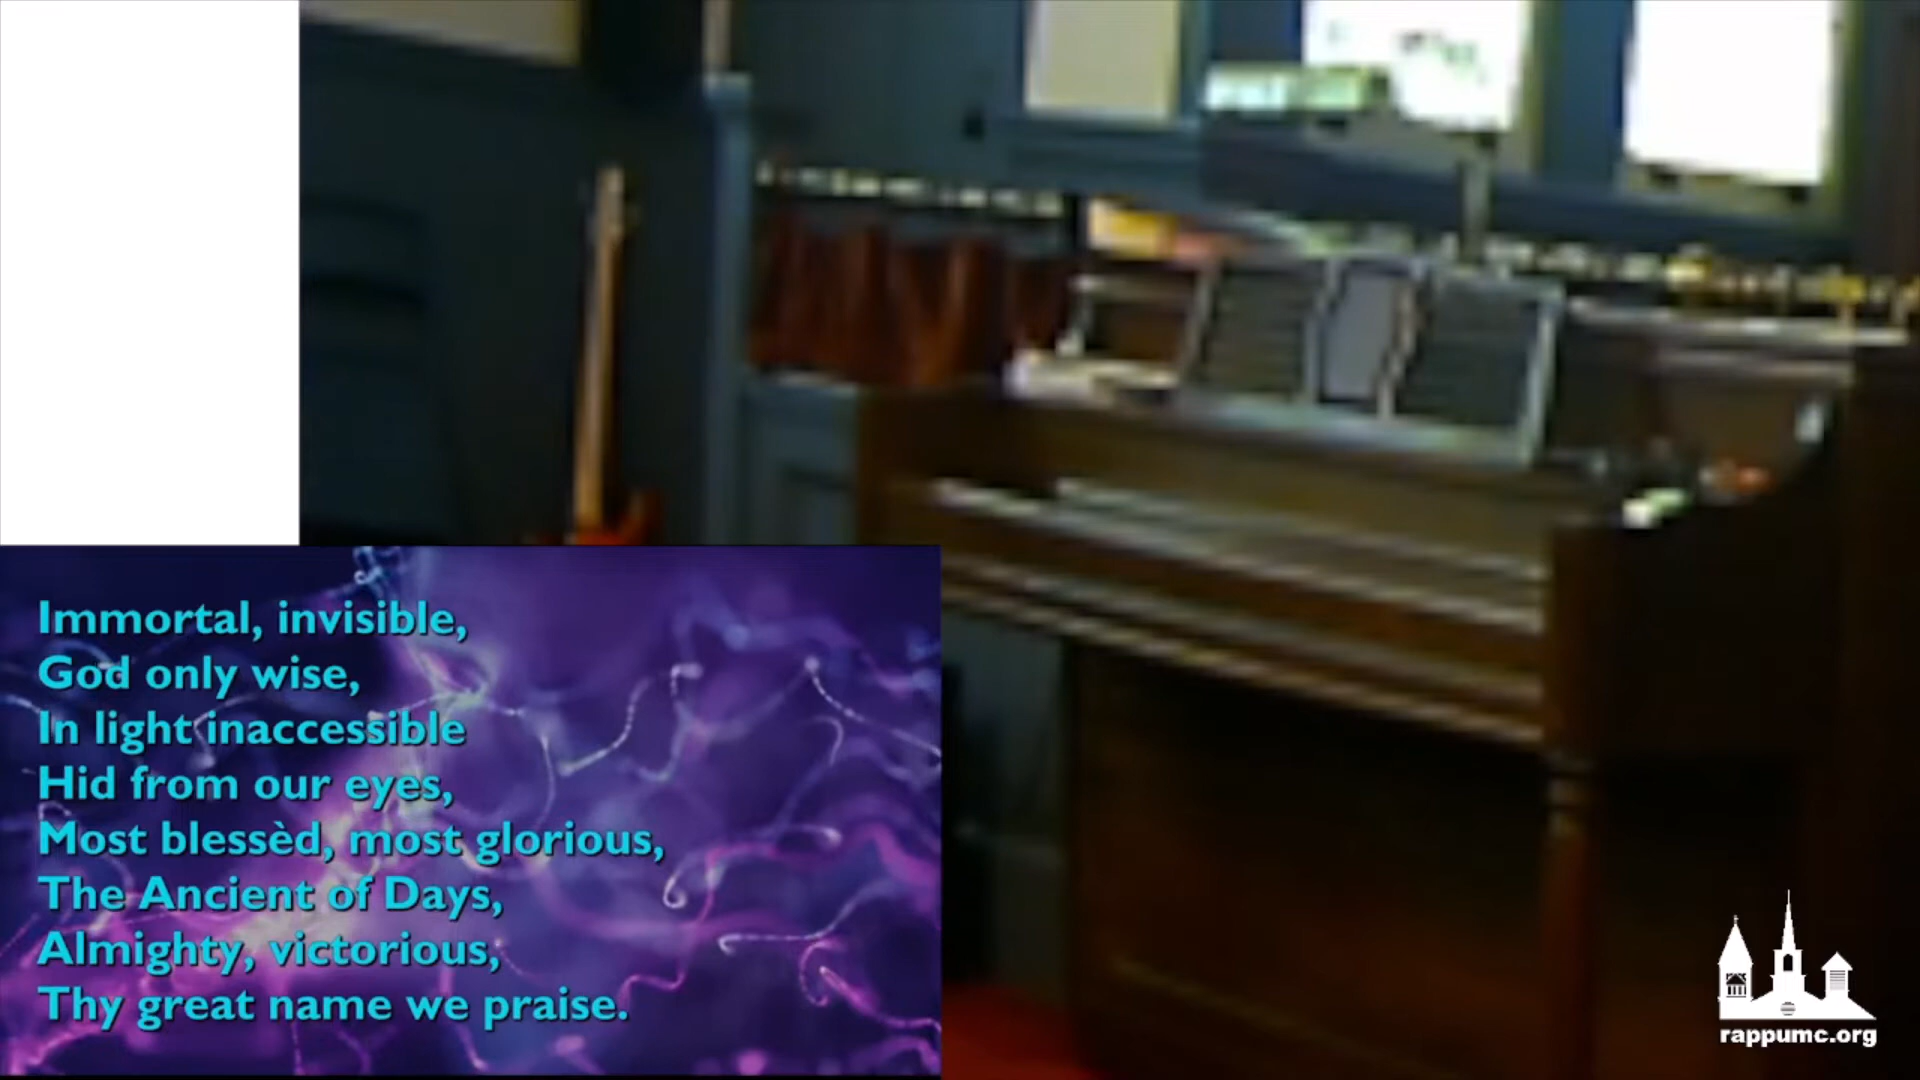 Immortal, invisible,
God only wise,
In light inaccessible
Hid from our eyes,
Most blessèd, most glorious,
The Ancient of Days,
Almighty, victorious,
Thy great name we praise.
rappumc.org